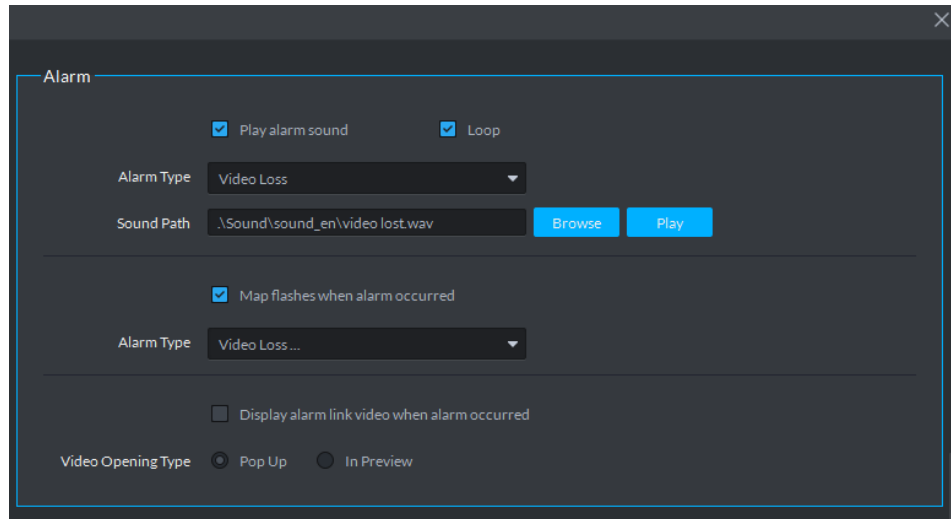 Alarm
Play alarm sound Loop
Alarm Type Video Loss
Sound Path .\Sound\sound_en\video lost.wav Browse Play
Map flashes when alarm occurred
Alarm Type Video Loss ...
Display alarm link video when alarm occurred
Video Opening Type Pop Up In Preview